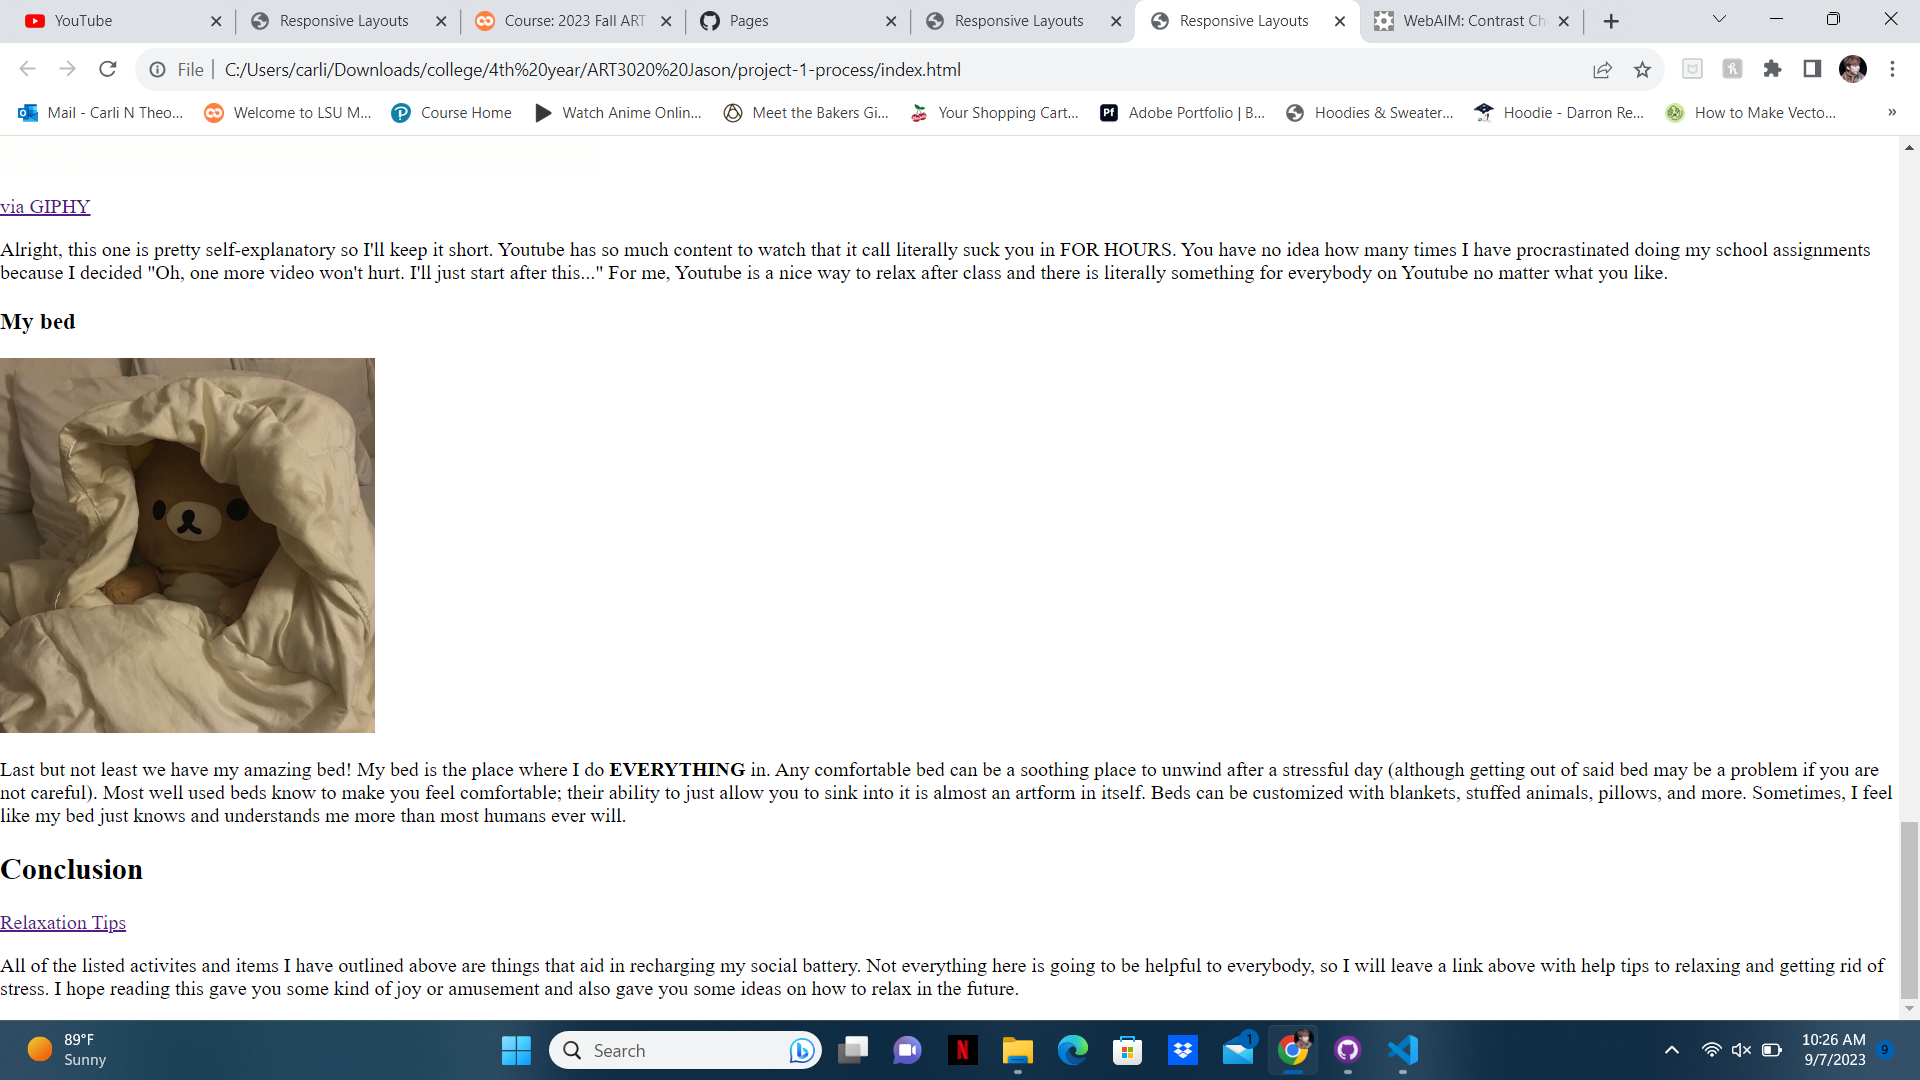 YouTube
Responsive Layouts
Course: 2023 Fall ART
Pages
Responsive Layouts
Responsive Layouts
WebAIM: Contrast Ch
File
C:/Users/carli/Downloads/college/4th%20year/ART3020%20Jason/project-1-process/index.html
Mail - Carli N Theo...
Welcome to LSU M...
Course Home
Watch Anime Onlin...
Meet the Bakers Gi...
Your Shopping Cart...
Pf
Adobe Portfolio | B...
Hoodies & Sweater...
Hoodie - Darron Re...
How to Make Vecto...
»
via GIPHY
Alright, this one is pretty self-explanatory so I'll keep it short. Youtube has so much content to watch that it call literally suck you in FOR HOURS. You have no idea how many times I have procrastinated doing my school assignments
because I decided "Oh, one more video won't hurt. I'll just start after this..." For me, Youtube is a nice way to relax after class and there is literally something for everybody on Youtube no matter what you like.
My bed
Last but not least we have my amazing bed! My bed is the place where I do EVERYTHING in. Any comfortable bed can be a soothing place to unwind after a stressful day (although getting out of said bed may be a problem if you are
not careful). Most well used beds know to make you feel comfortable; their ability to just allow you to sink into it is almost an artform in itself. Beds can be customized with blankets, stuffed animals, pillows, and more. Sometimes, I feel
like my bed just knows and understands me more than most humans ever will.
Conclusion
Relaxation Tips
All of the listed activites and items I have outlined above are things that aid in recharging my social battery. Not everything here is going to be helpful to everybody, so I will leave a link above with help tips to relaxing and getting rid of
stress. I hope reading this gave you some kind of joy or amusement and also gave you some ideas on how to relax in the future.
89°F
Sunny
Search
N
1
10:26 AM
9/7/2023
9